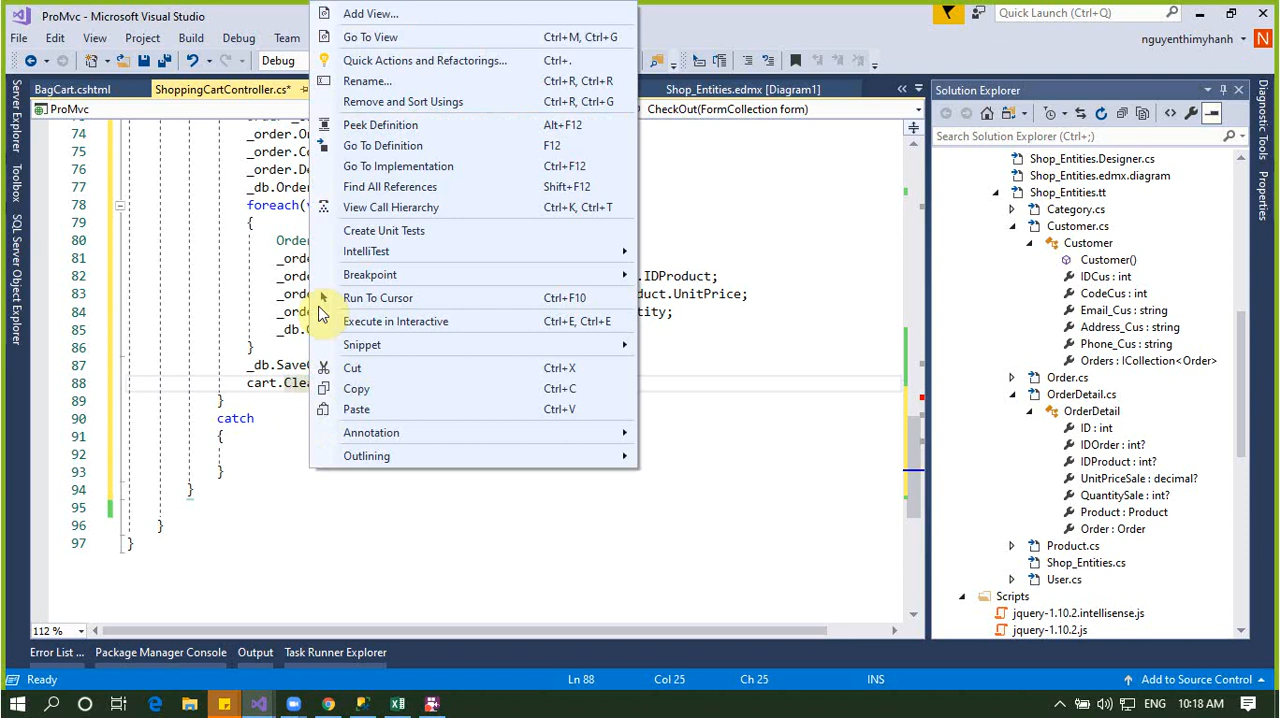 ProMvc - Microsoft Visual Studio
Quick Launch (Ctrl+Q)
File Edit View Project Build Debug Team
nguyenthimyhanh N
Debug
BagCart.cshtml ShoppingCartController.cs* Shop_Entities.edmx [Diagram1]
ProMvc CheckOut(FormCollection form)
Server Explorer
Toolbox
SQL Server Object Explorer
74 _order.Or
75 _order.Co
76 _order.De
77 _db.Order
78 foreach(v
79 {
80 Order
81 _orde
82 _orde .IDProduct;
83 _orde duct.UnitPrice;
84 _orde tity;
85 _db.O
86 }
87 _db.SaveC
88 cart.Clea
89 }
90 catch
91 {
92
93 }
94 }
95
96 }
97 }
Add View...
Go To View Ctrl+M, Ctrl+G
Quick Actions and Refactorings... Ctrl+.
Rename... Ctrl+R, Ctrl+R
Remove and Sort Usings Ctrl+R, Ctrl+G
Peek Definition Alt+F12
Go To Definition F12
Go To Implementation Ctrl+F12
Find All References Shift+F12
View Call Hierarchy Ctrl+K, Ctrl+T
Create Unit Tests
IntelliTest
Breakpoint
Run To Cursor Ctrl+F10
Execute in Interactive Ctrl+E, Ctrl+E
Snippet
Cut Ctrl+X
Copy Ctrl+C
Paste Ctrl+V
Annotation
Outlining
Solution Explorer
Search Solution Explorer (Ctrl+;)
Shop_Entities.Designer.cs
Shop_Entities.edmx.diagram
Shop_Entities.tt
Category.cs
Customer.cs
Customer
Customer()
IDCus : int
CodeCus : int
Email_Cus : string
Address_Cus : string
Phone_Cus : string
Orders : ICollection<Order>
Order.cs
OrderDetail.cs
OrderDetail
ID : int
IDOrder : int?
IDProduct : int?
UnitPriceSale : decimal?
QuantitySale : int?
Product : Product
Order : Order
Product.cs
Shop_Entities.cs
User.cs
Scripts
jquery-1.10.2.intellisense.js
jquery-1.10.2.js
Diagnostic Tools
Properties
112 %
Error List ... Package Manager Console Output Task Runner Explorer
Ready Ln 88 Col 25 Ch 25 INS Add to Source Control
ENG 10:18 AM